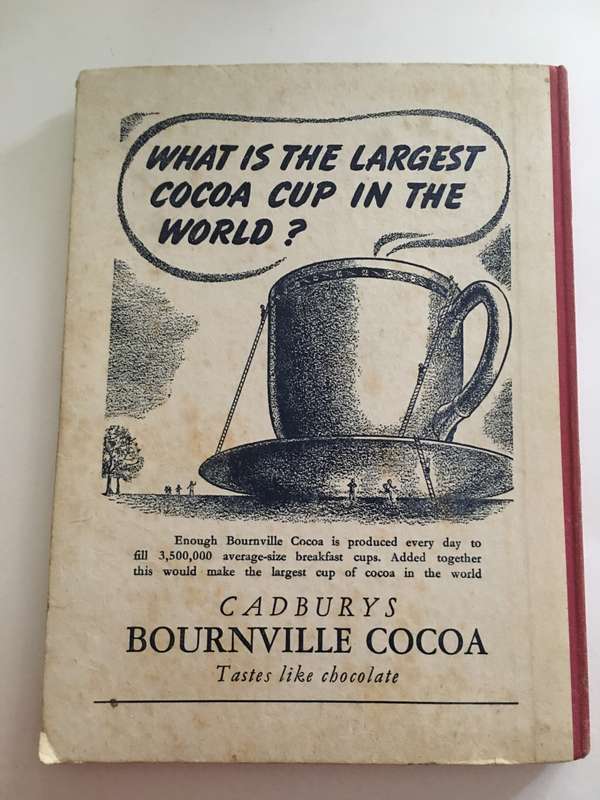 WHAT IS THE LARGEST
COCOA CUP IN THE
WORLD ?
Enough Bournville Cocoa is produced every day to
fill 3,500,000 average-size breakfast cups. Added together
this would make the largest cup of cocoa in the world
CADBURYS
BOURNVILLE COCOA
Tastes like chocolate